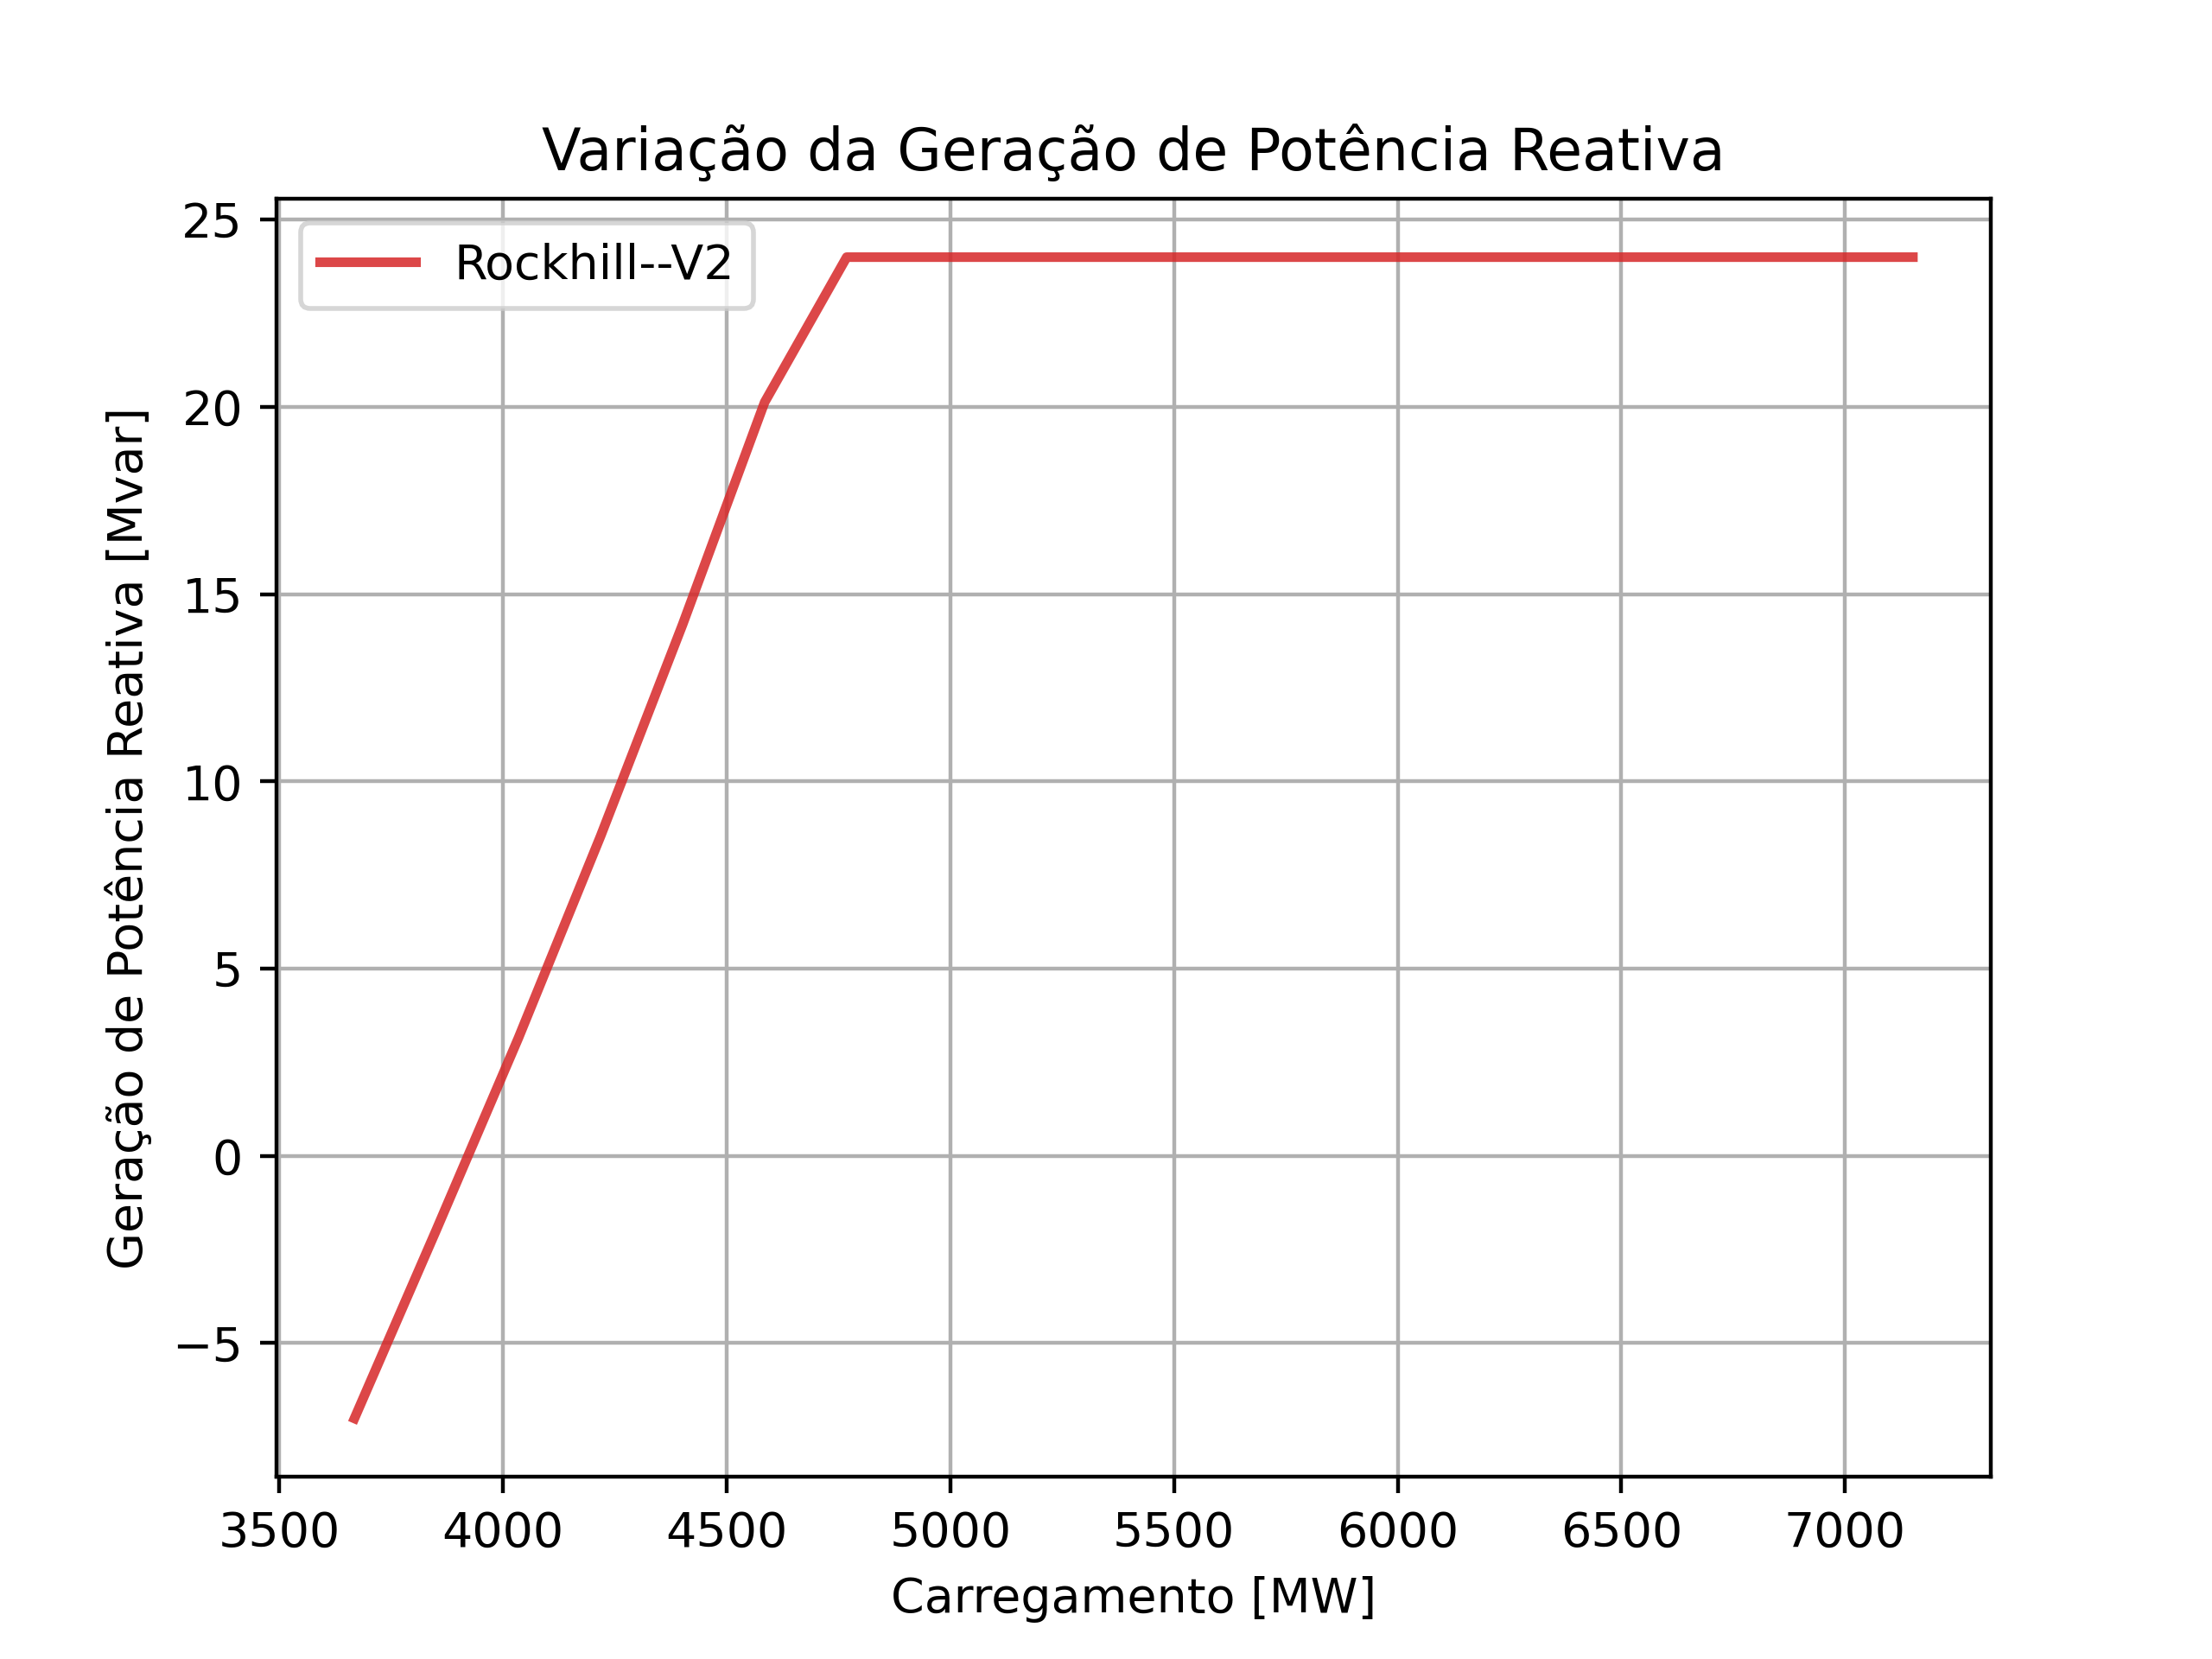 Variação da Geração de Potência Reativa
Rockhill--V2
Geração de Potência Reativa [Mvar]
25
20
15
10
5
0
−5
3500 4000 4500 5000 5500 6000 6500 7000
Carregamento [MW]